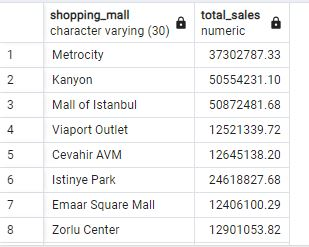 shopping_mall total_sales
character varying (30) numeric
1 Metrocity 37302787.33
2 Kanyon 50554231.10
3 Mall of Istanbul 50872481.68
4 Viaport Outlet 12521339.72
5 Cevahir AVM 12645138.20
6 Istinye Park 24618827.68
7 Emaar Square Mall 12406100.29
8 Zorlu Center 12901053.82